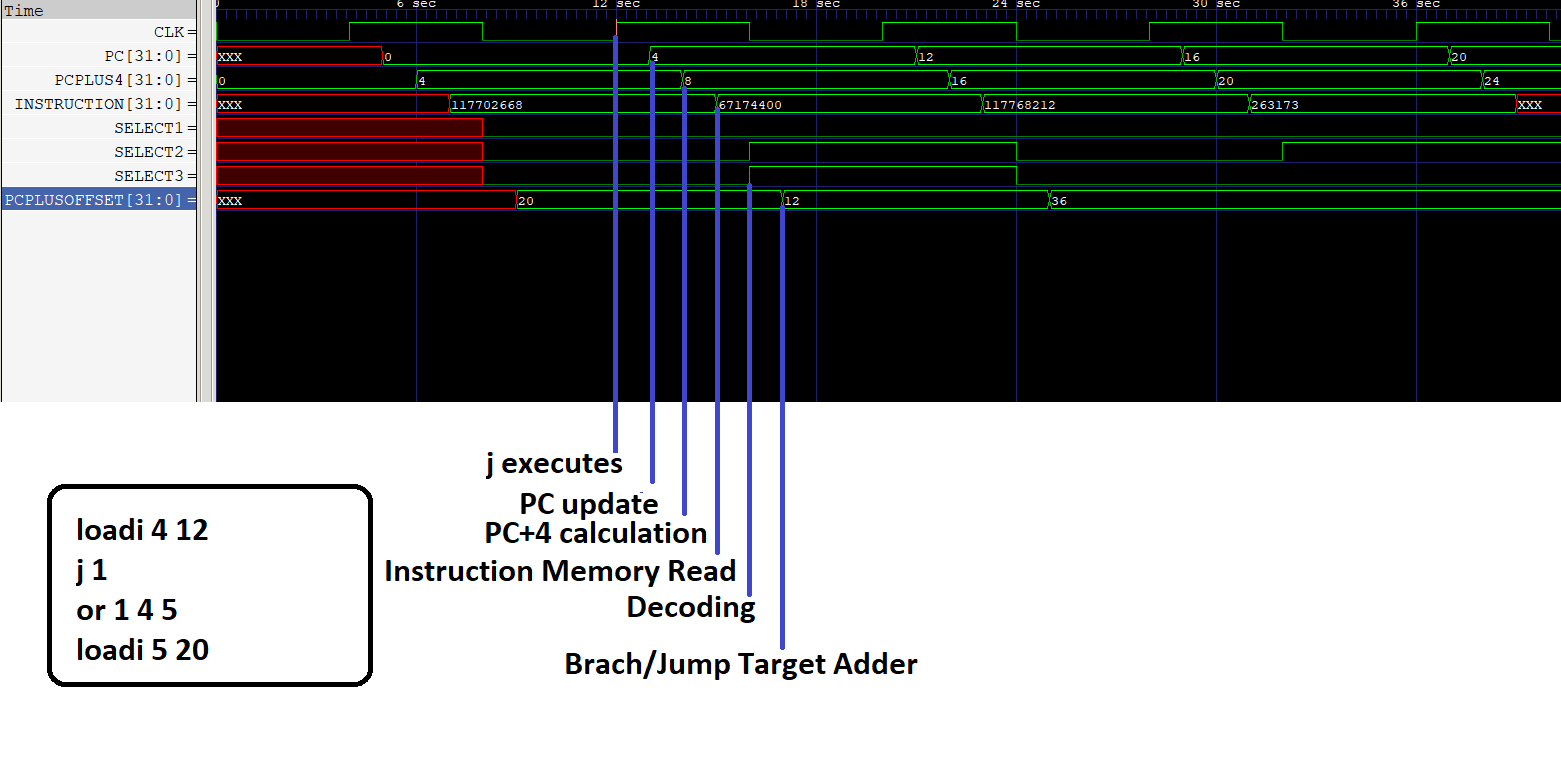 Time 0 6 sec 12 sec 18 sec 24 sec 30 sec 36 sec
CLK =
PC[31:0] = XXX 0 4 12 16 20
PCPLUS4[31:0] = 0 4 8 16 20 24
INSTRUCTION[31:0] = XXX 117702668 67174400 117768212 263173 XXX
SELECT1 =
SELECT2 =
SELECT3 =
PCPLUSOFFSET[31:0] = XXX 20 12 36
j executes
PC update
PC+4 calculation
Instruction Memory Read
Decoding
Brach/Jump Target Adder
loadi 4 12
j 1
or 1 4 5
loadi 5 20